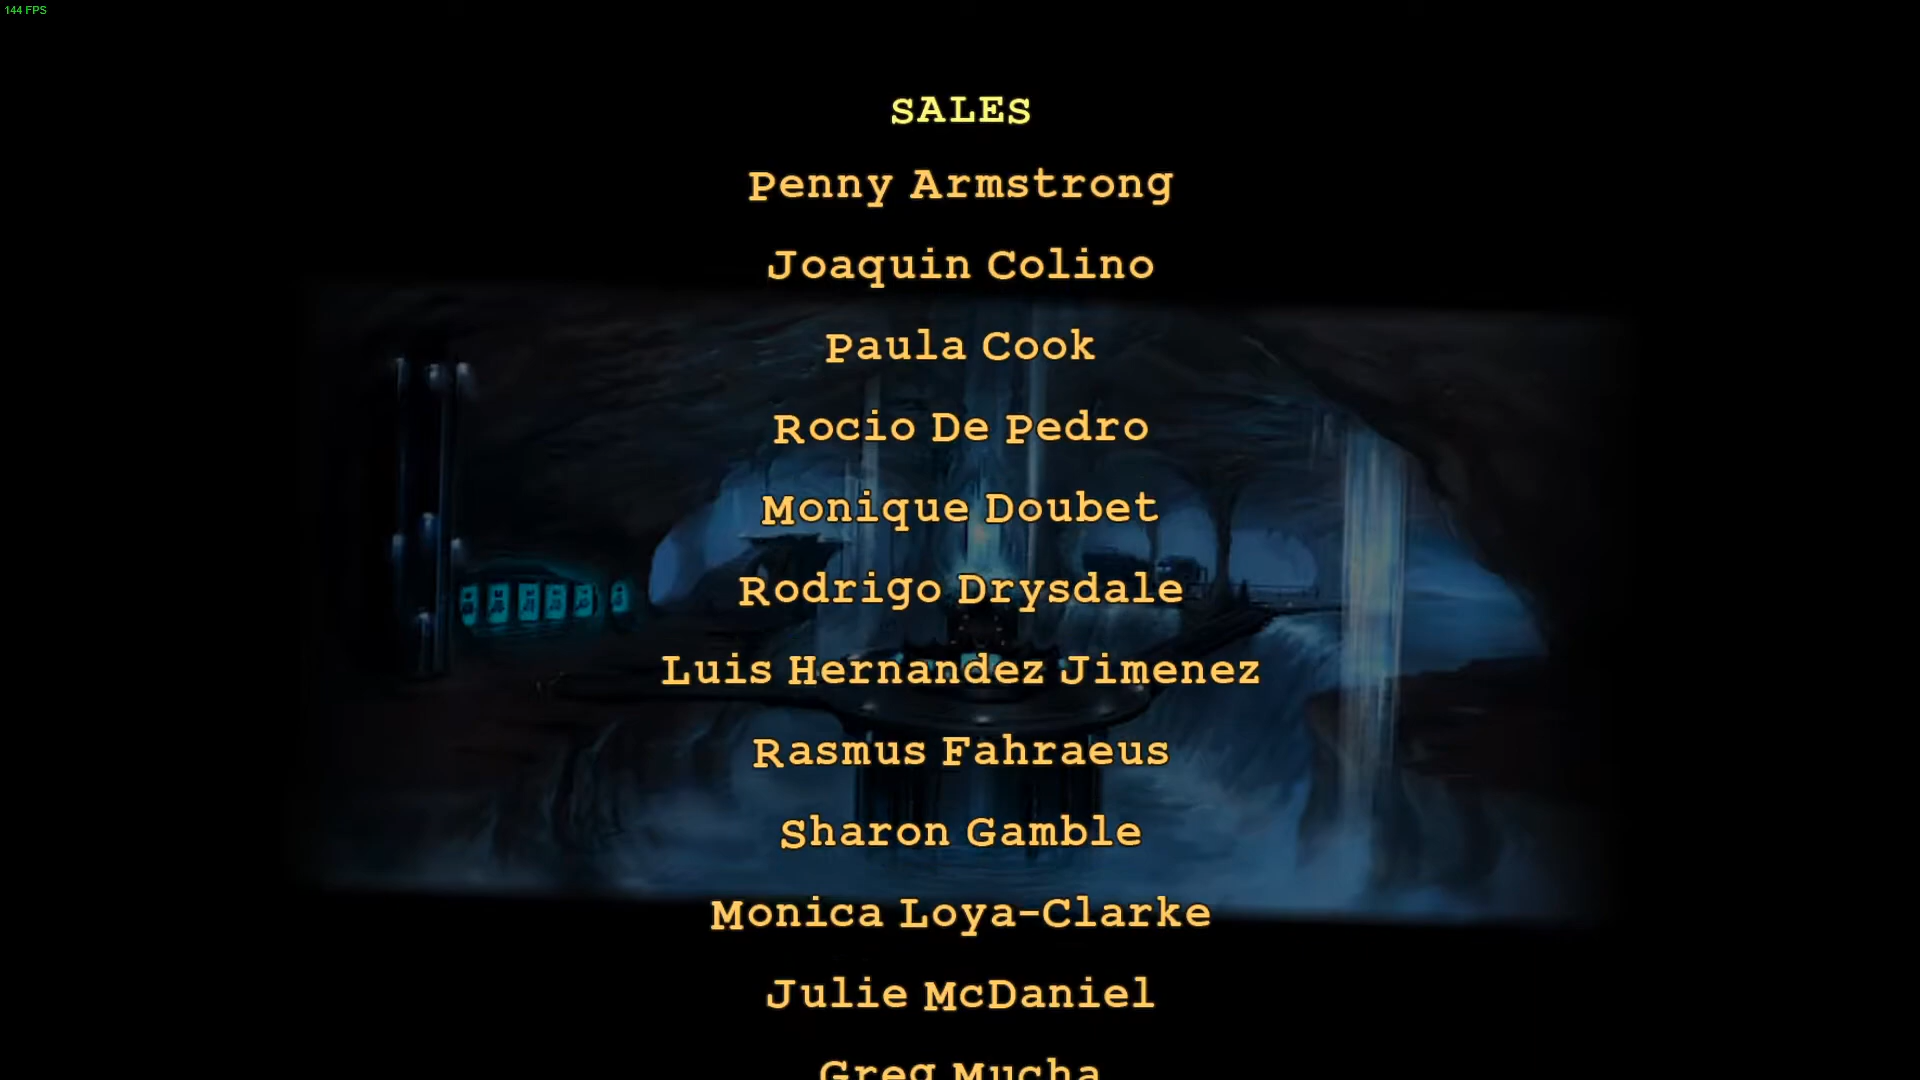 144 FPS
SALES
Penny Armstrong
Joaquin Colino
Paula Cook
Rocio De Pedro
Monique Doubet
Rodrigo Drysdale
Luis Hernandez Jimenez
Rasmus Fahraeus
Sharon Gamble
Monica Loya-Clarke
Julie McDaniel
Greg Mucha